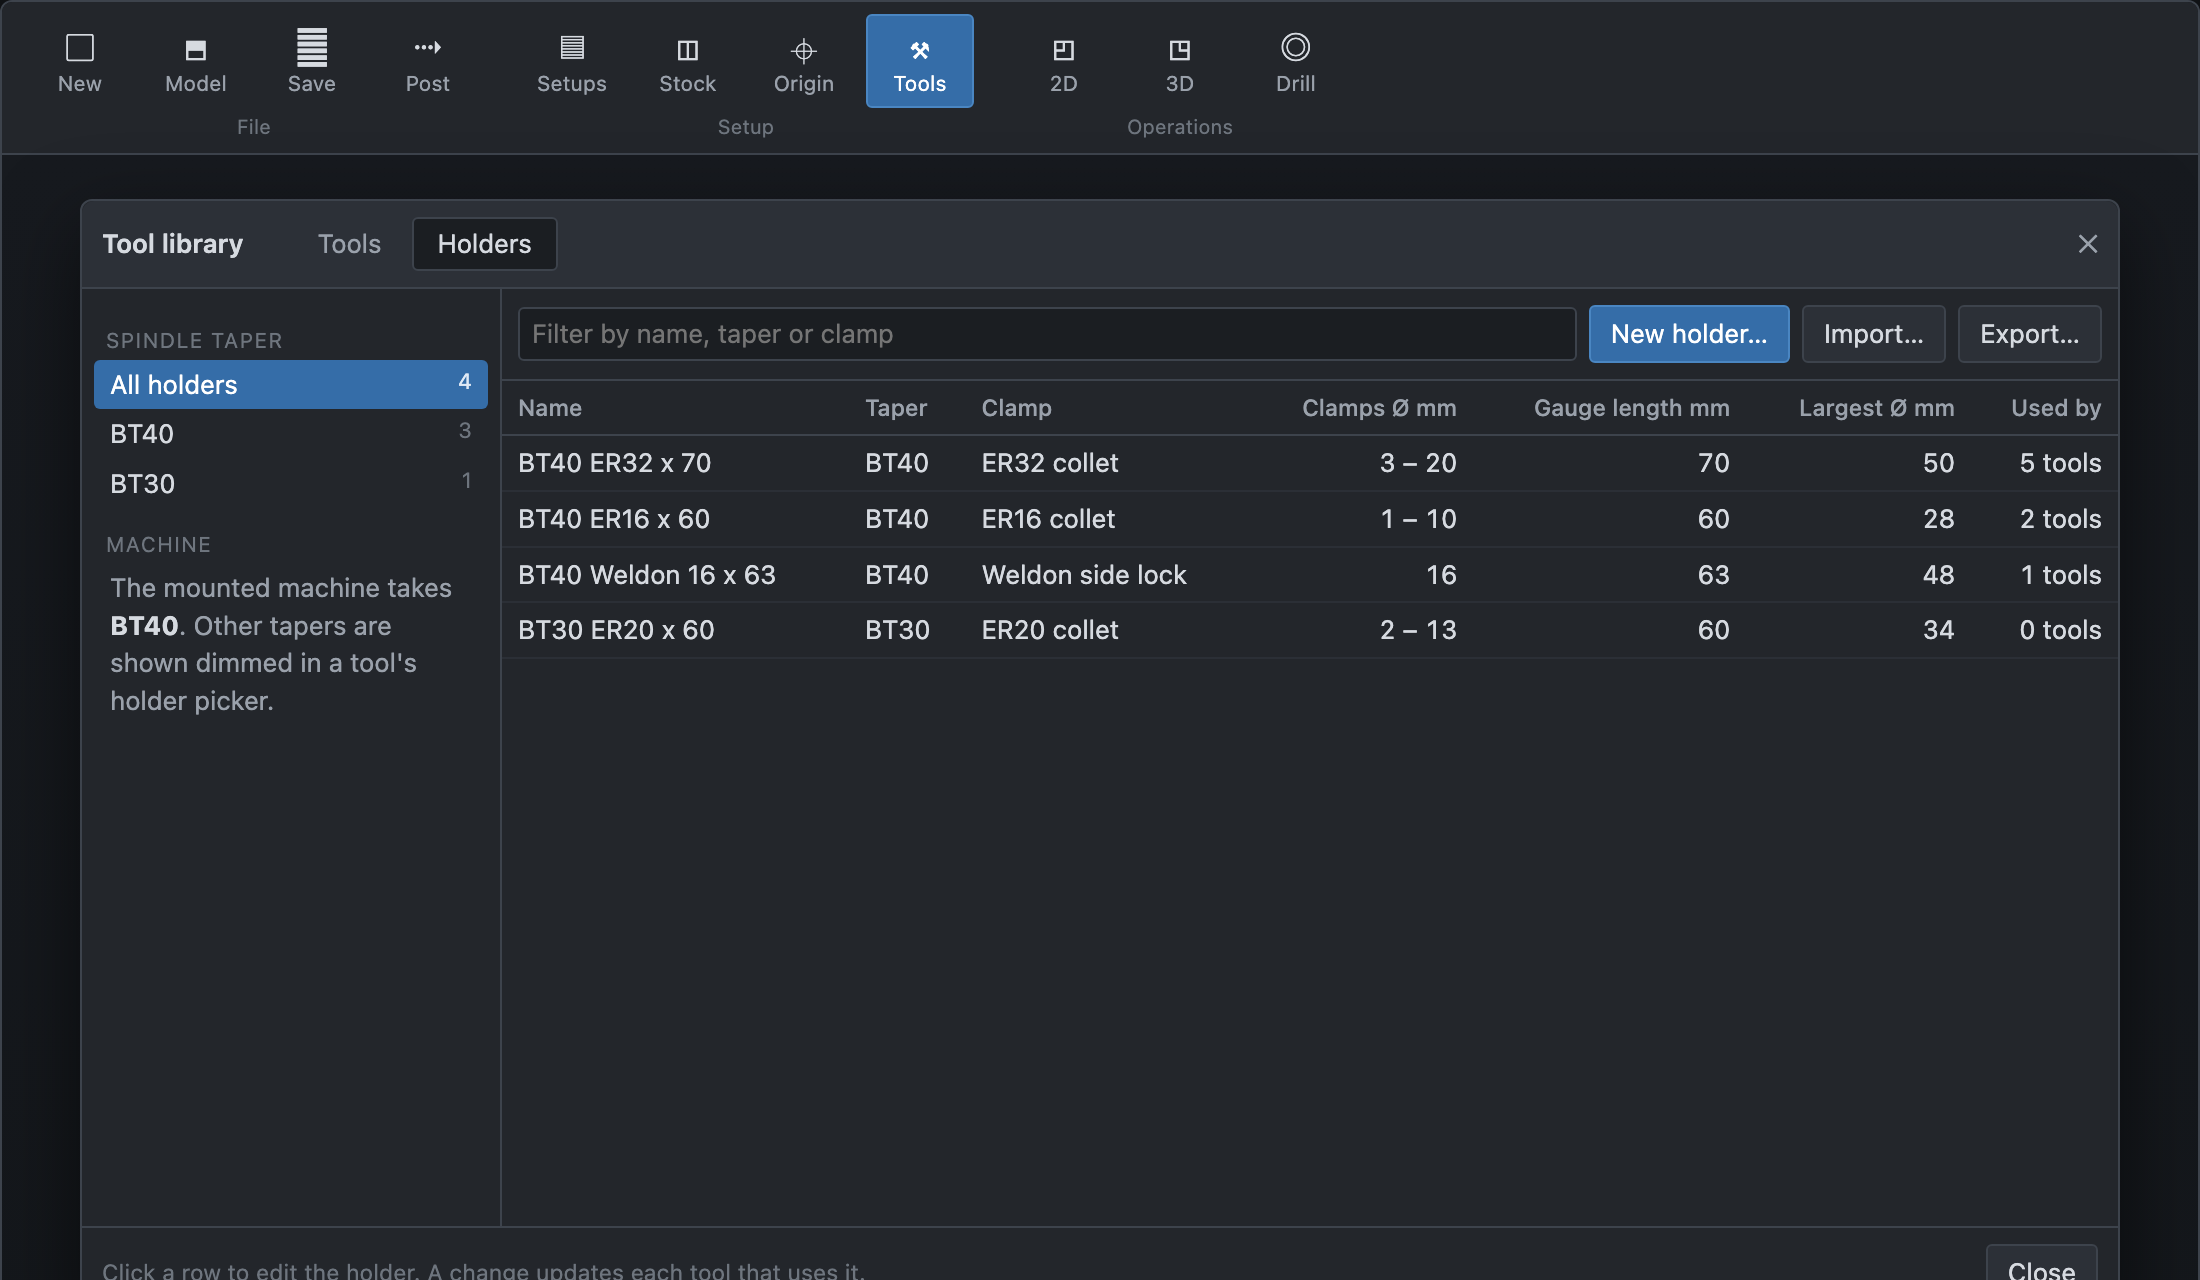 New
Model
Save
Post
Setups
Stock
Origin
Tools
2D
3D
Drill
File
Setup
Operations
Tool library
Tools
Holders
SPINDLE TAPER
All holders 4
BT40 3
BT30 1
MACHINE
The mounted machine takes
BT40. Other tapers are
shown dimmed in a tool's
holder picker.
Filter by name, taper or clamp
New holder...
Import...
Export...
Name Taper Clamp Clamps Ø mm Gauge length mm Largest Ø mm Used by
BT40 ER32 x 70 BT40 ER32 collet 3 – 20 70 50 5 tools
BT40 ER16 x 60 BT40 ER16 collet 1 – 10 60 28 2 tools
BT40 Weldon 16 x 63 BT40 Weldon side lock 16 63 48 1 tools
BT30 ER20 x 60 BT30 ER20 collet 2 – 13 60 34 0 tools
Click a row to edit the holder. A change updates each tool that uses it.
Close